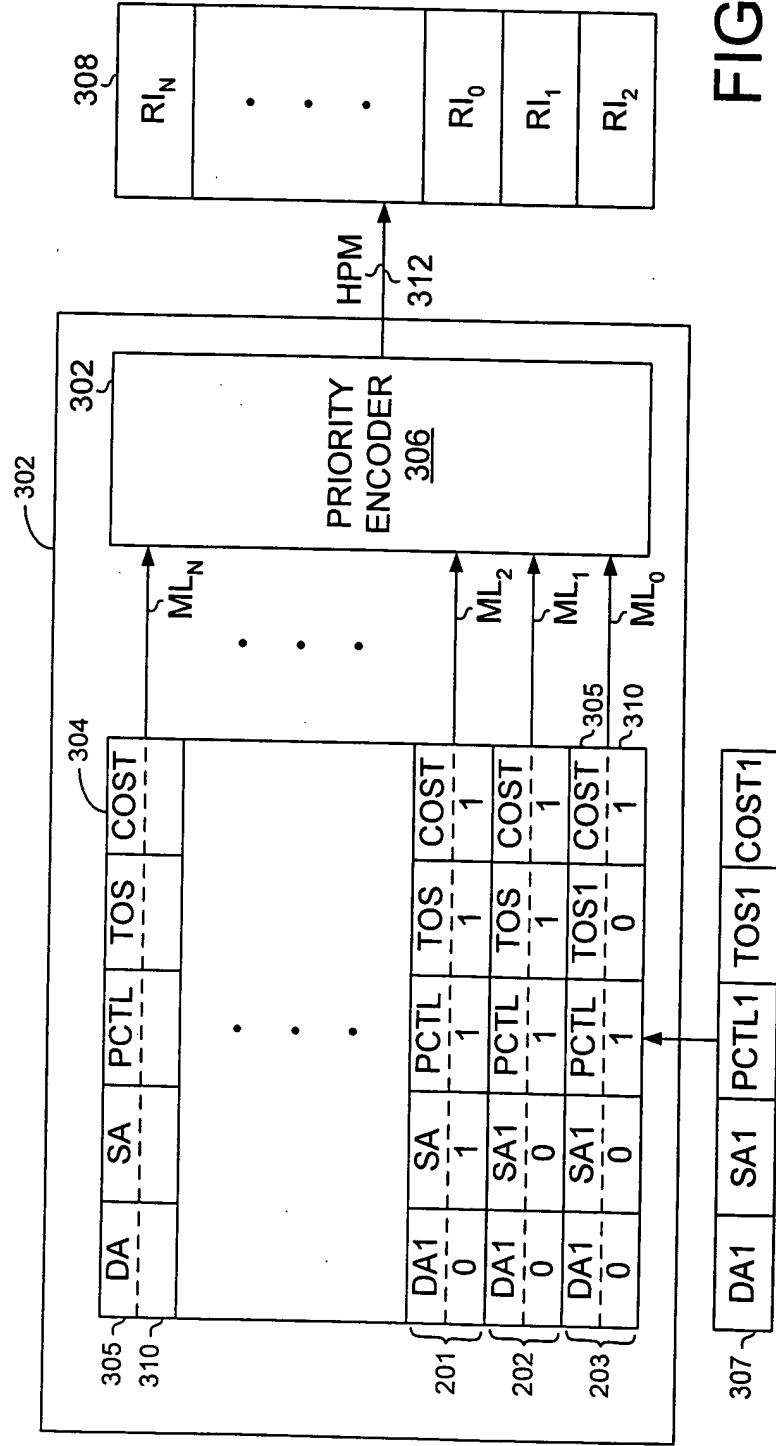 302
304
302
308
305
DA SA PCTL TOS COST
310
ML_N
PRIORITY
ENCODER
306
HPM
312
RI_N
RI_0
RI_1
RI_2
201
DA1 SA PCTL TOS COST
0 1 1 1 1
ML_2
202
DA1 SA1 PCTL TOS COST
0 0 1 1 1
ML_1
203
DA1 SA1 PCTL TOS1 COST
0 0 1 0 1
305
310
ML_0
307
DA1 SA1 PCTL1 TOS1 COST1
FIG